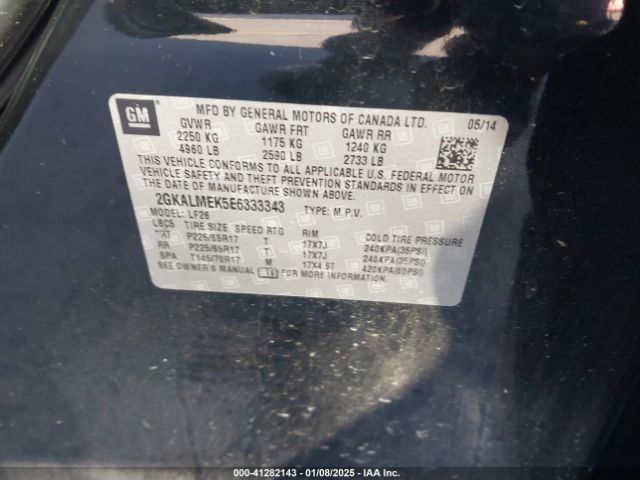 GM
MFD BY GENERAL MOTORS OF CANADA LTD. 05/14
GVWR GAWR FRT GAWR RR
2250 KG 1175 KG 1240 KG
4960 LB 2590 LB 2733 LB
THIS VEHICLE CONFORMS TO ALL APPLICABLE U.S. FEDERAL MOTOR
VEHICLE SAFETY AND THEFT PREVENTION STANDARDS IN EFFECT
ON THE DATE OF MANUFACTURE SHOWN ABOVE.
2GKALMEK5E6333343 TYPE: M.P.V.
MODEL: LF26
TIRE SIZE SPEED RTG RIM COLD TIRE PRESSURE
FRT P225/65R17 T 17X7J 240KPA(35PSI)
RR P225/65R17 T 17X7J 240KPA(35PSI)
SPA T145/70R17 M 17X4.5T 420KPA(60PSI)
SEE OWNER'S MANUAL FOR MORE INFORMATION.
000-41282143 - 01/08/2025 - IAA Inc.